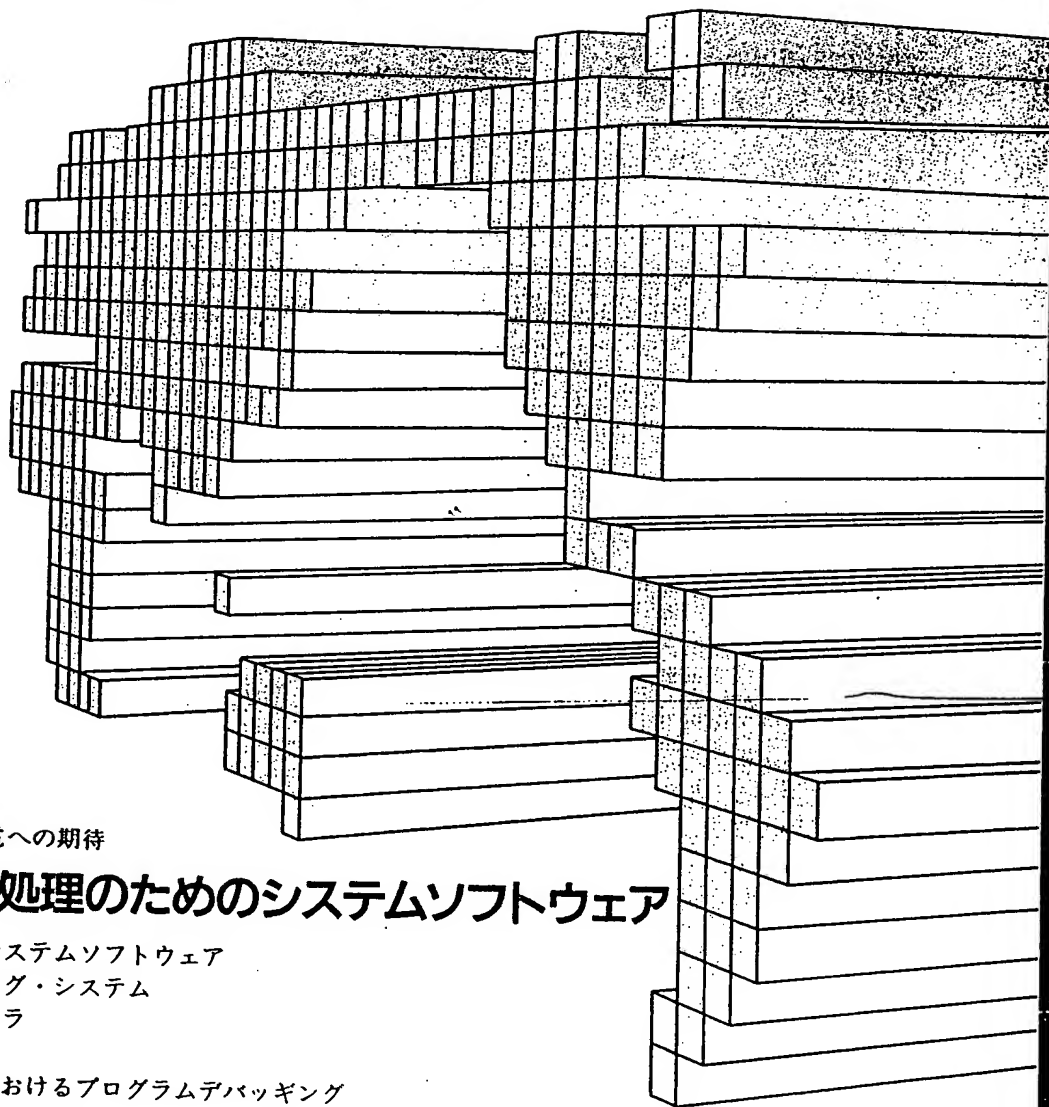 への期待
処理のためのシステムソフトウェア
ステムソフトウェア
グ・システム
ラ
おけるプログラムデバッギング